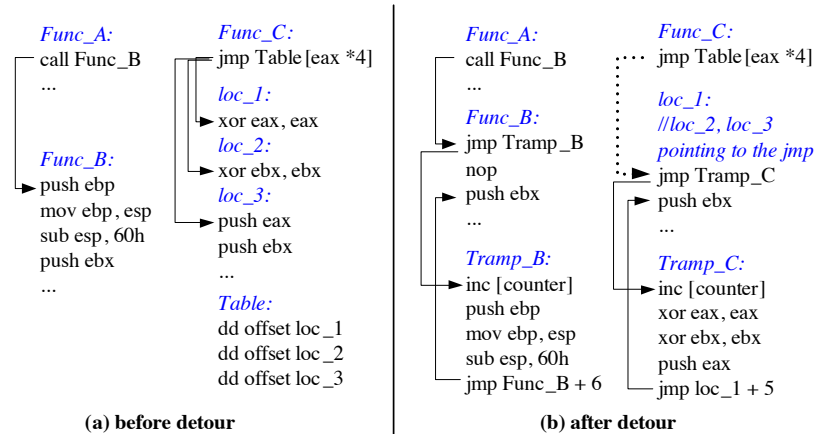 Func_A:
call Func_B
...
Func_B:
push ebp
mov ebp, esp
sub esp, 60h
push ebx
...
Func_C:
jmp Table[eax *4]
loc_1:
xor eax, eax
loc_2:
xor ebx, ebx
loc_3:
push eax
push ebx
...
Table:
dd offset loc_1
dd offset loc_2
dd offset loc_3
(a) before detour
Func_A:
call Func_B
...
Func_B:
jmp Tramp_B
nop
push ebx
...
Tramp_B:
inc [counter]
push ebp
mov ebp, esp
sub esp, 60h
jmp Func_B + 6
Func_C:
jmp Table[eax *4]
loc_1:
//loc_2, loc_3
pointing to the jmp
jmp Tramp_C
push ebx
...
Tramp_C:
inc [counter]
xor eax, eax
xor ebx, ebx
push eax
jmp loc_1 + 5
(b) after detour